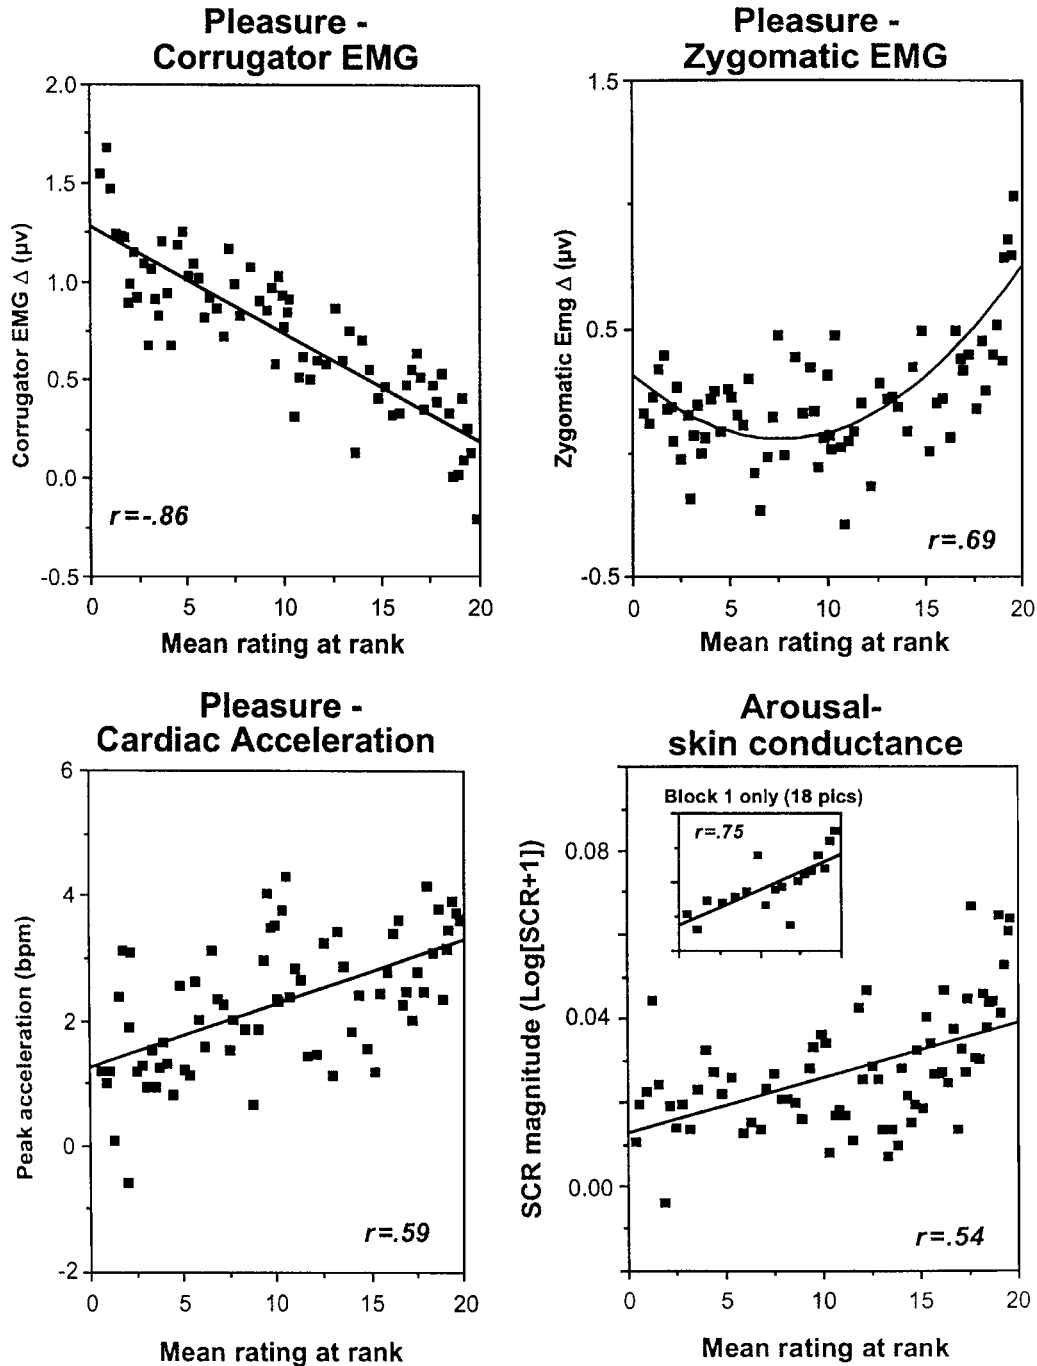 Pleasure -
Corrugator EMG
2.0
1.5
1.0
0.5
0.0
-0.5
Corrugator EMG Δ (μv)
r=-.86
0 5 10 15 20
Mean rating at rank
Pleasure -
Zygomatic EMG
1.5
0.5
-0.5
Zygomatic Emg Δ (μv)
r=.69
0 5 10 15 20
Mean rating at rank
Pleasure -
Cardiac Acceleration
6
4
2
0
-2
Peak acceleration (bpm)
r=.59
0 5 10 15 20
Mean rating at rank
Arousal-
skin conductance
Block 1 only (18 pics)
r=.75
0.08
0.04
0.00
SCR magnitude (Log[SCR+1])
r=.54
0 5 10 15 20
Mean rating at rank